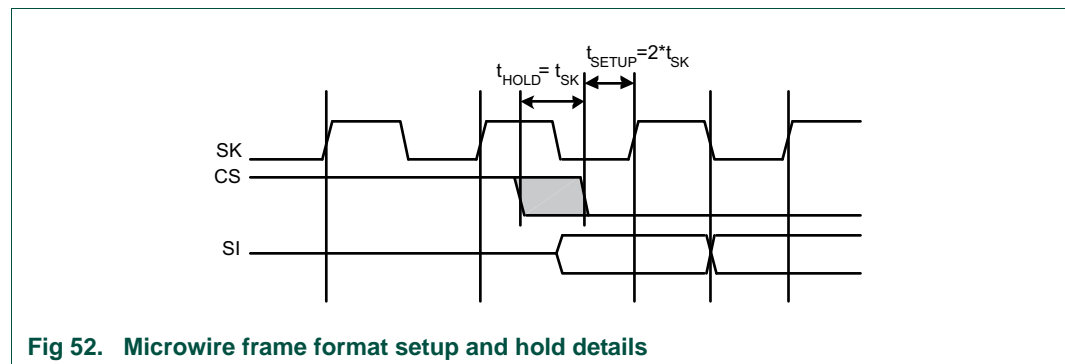 tSETUP=2*tSK
tHOLD= tSK
SK
CS
SI
Fig 52. Microwire frame format setup and hold details